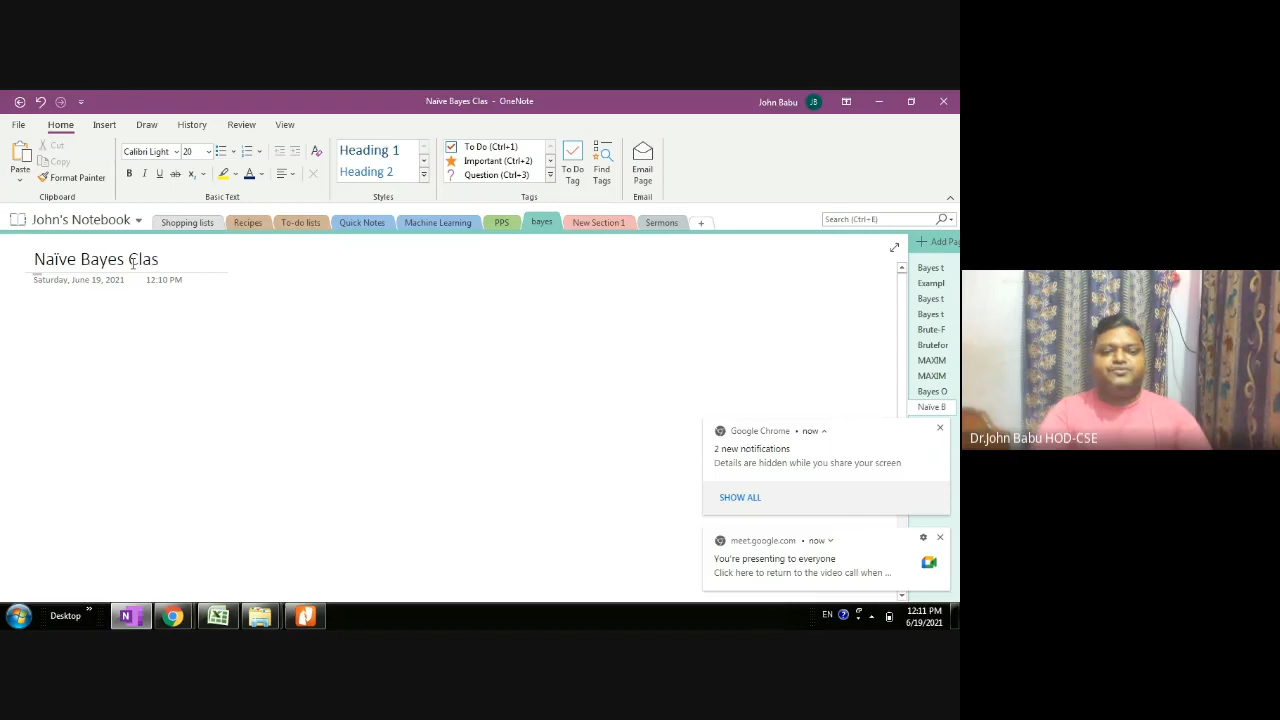 Naïve Bayes Clas - OneNote
John Babu JB
File Home Insert Draw History Review View
Paste Cut Copy Format Painter
Clipboard
Calibri Light 20
B I U ab x
Basic Text
Heading 1
Heading 2
Styles
To Do (Ctrl+1)
Important (Ctrl+2)
Question (Ctrl+3)
To Do Tag
Find Tags
Tags
Email Page
Email
John's Notebook Shopping lists Recipes To-do lists Quick Notes Machine Learning PPS bayes New Section 1 Sermons + Search (Ctrl+E)
Add Pag
Naïve Bayes Clas
Saturday, June 19, 2021 12:10 PM
Bayes t
Exampl
Bayes t
Bayes t
Brute-F
Brutefor
MAXIM
MAXIM
Bayes O
Naïve B
Google Chrome • now
2 new notifications
Details are hidden while you share your screen
SHOW ALL
meet.google.com • now
You're presenting to everyone
Click here to return to the video call when ...
Dr.John Babu HOD-CSE
Desktop » EN 12:11 PM
6/19/2021